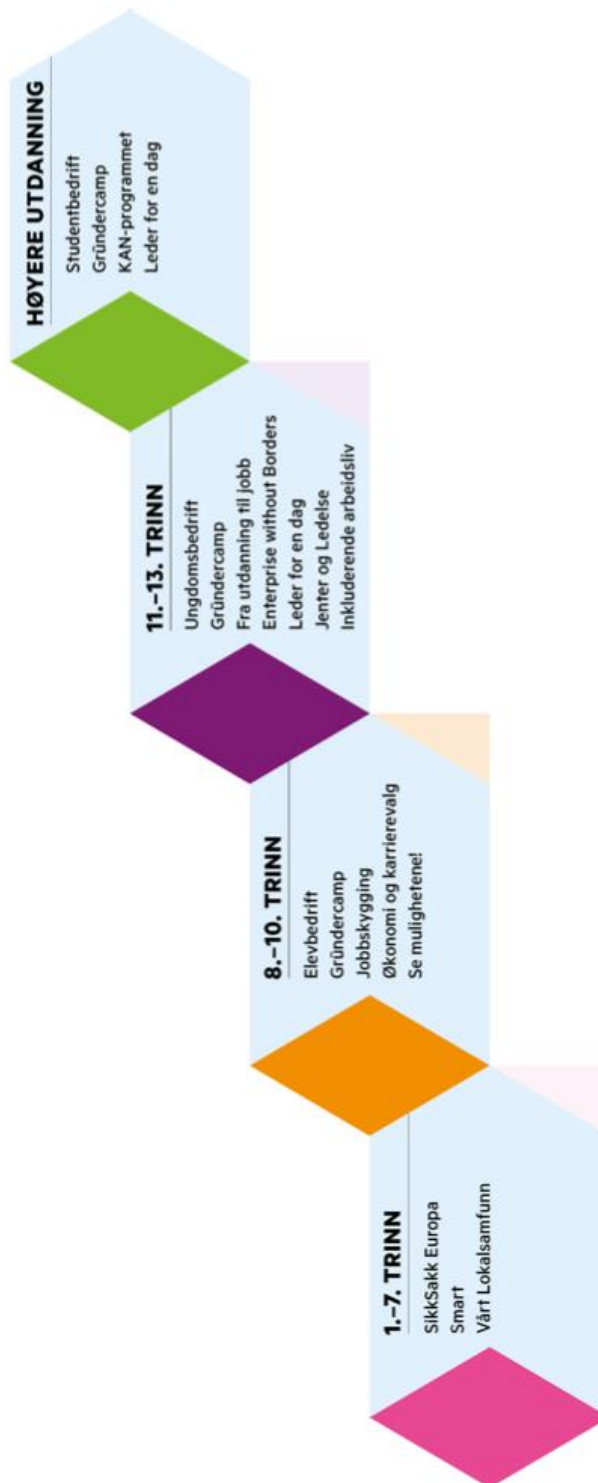 1.–7. TRINN
SikkSakk Europa
Smart
Vårt Lokalsamfunn
8.–10. TRINN
Elevbedrift
Gründercamp
Jobbskygging
Økonomi og karrierevalg
Se mulighetene!
11.–13. TRINN
Ungdomsbedrift
Gründercamp
Fra utdanning til jobb
Enterprise without Borders
Leder for en dag
Jenter og Ledelse
Inkluderende arbeidsliv
HØYERE UTDANNING
Studentbedrift
Gründercamp
KAN-programmet
Leder for en dag